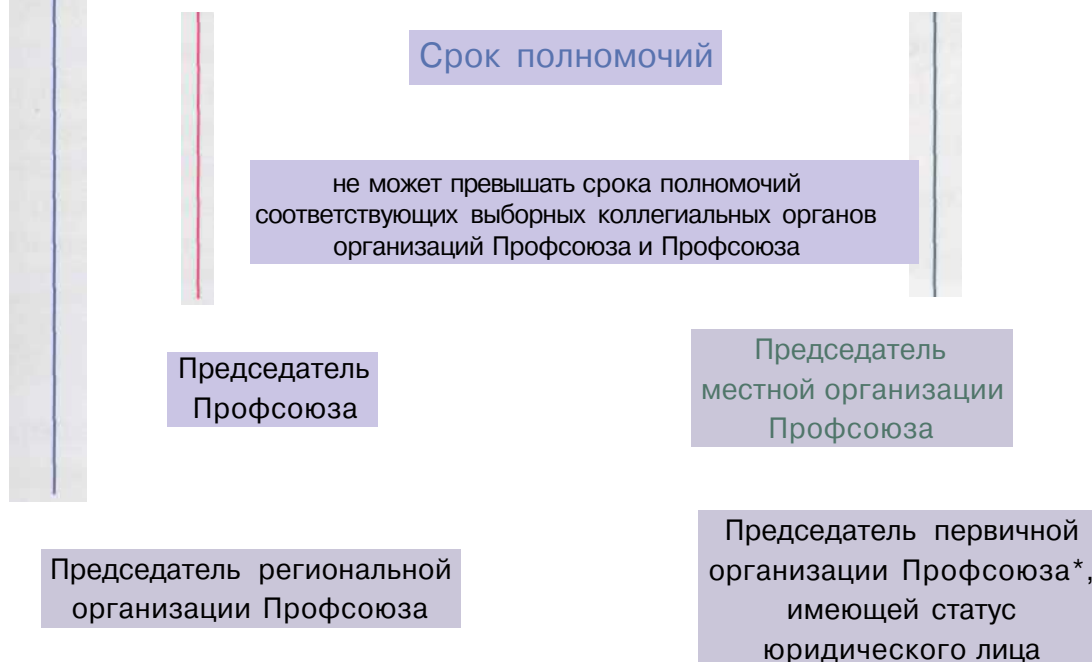 Срок полномочий
не может превышать срока полномочий
соответствующих выборных коллегиальных органов
организаций Профсоюза и Профсоюза
Председатель
Профсоюза
Председатель
местной организации
Профсоюза
Председатель региональной
организации Профсоюза
Председатель первичной
организации Профсоюза*,
имеющей статус
юридического лица